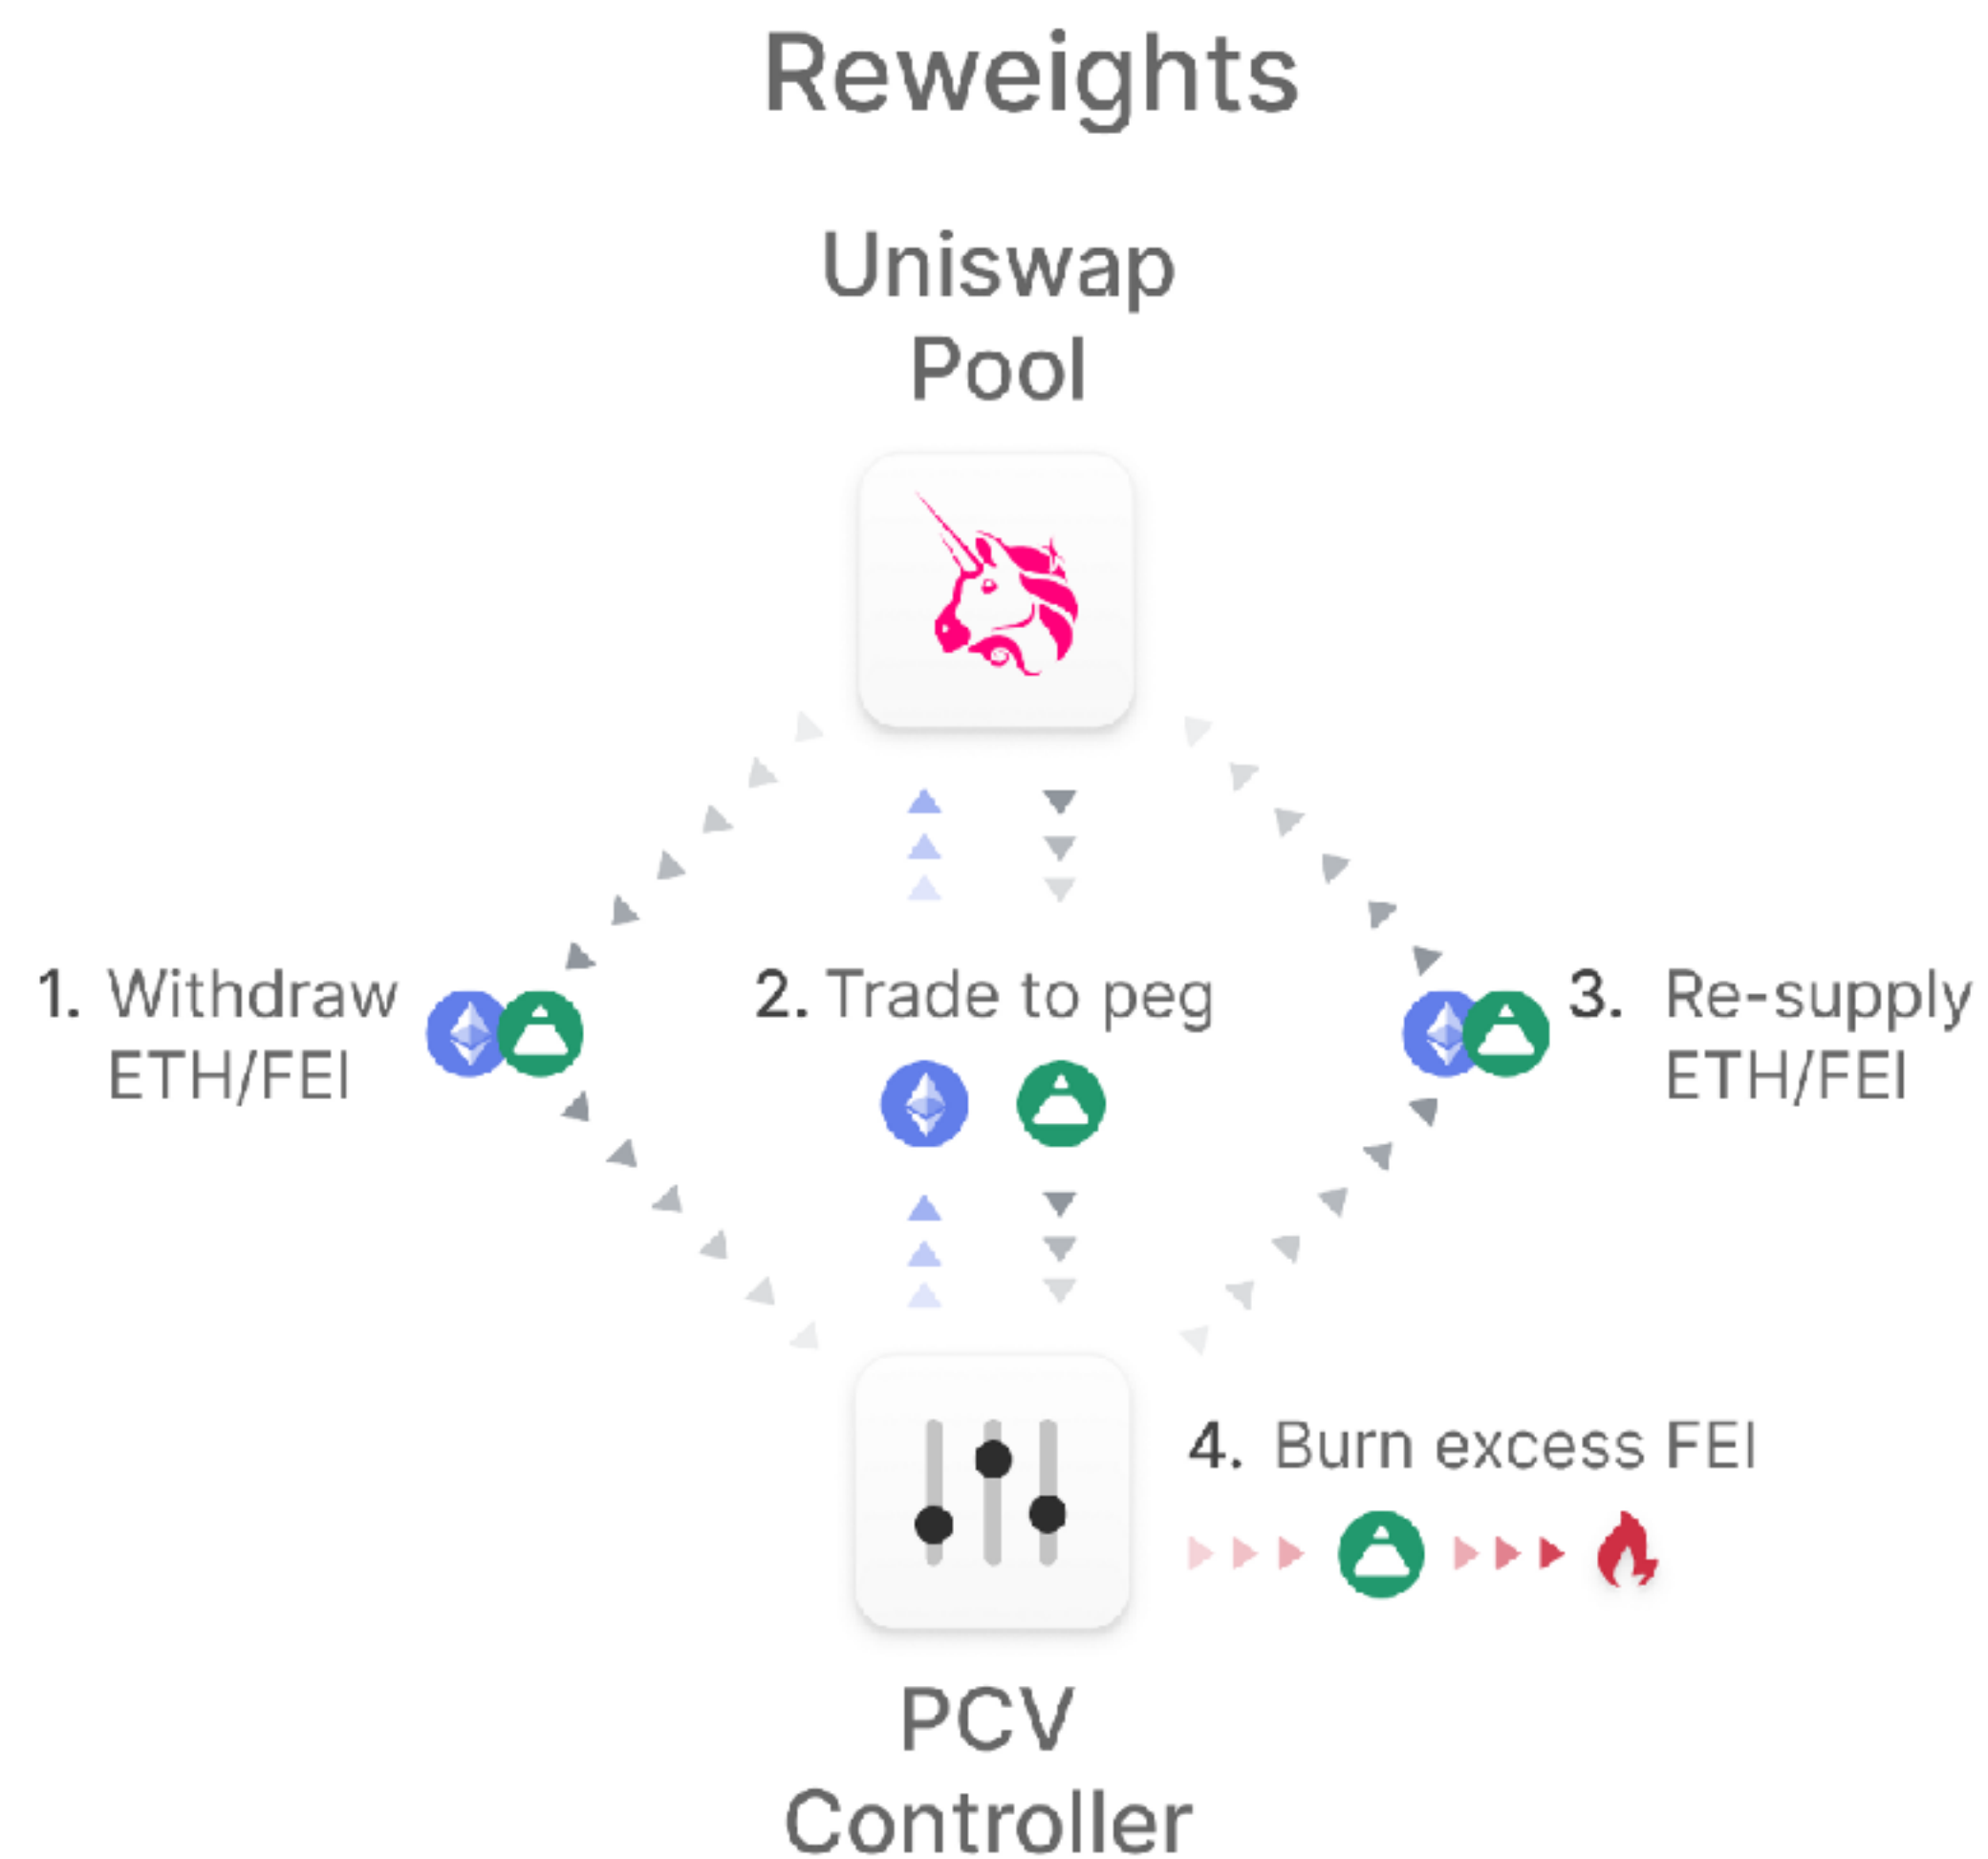 Reweights
Uniswap
Pool
1. Withdraw
ETH/FEI
2. Trade to peg
3. Re-supply
ETH/FEI
4. Burn excess FEI
PCV
Controller